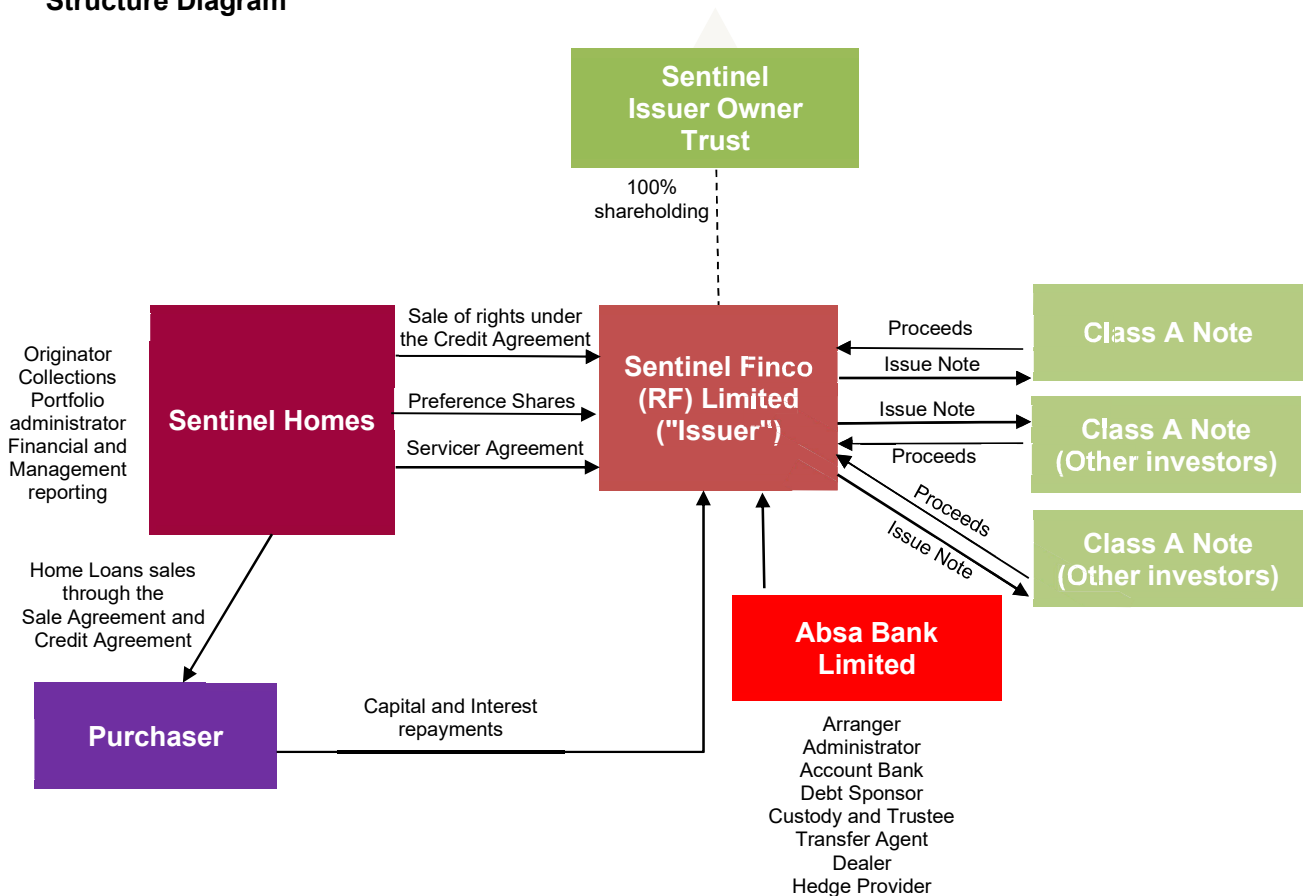 Structure Diagram
Sentinel
Issuer Owner
Trust
100%
shareholding
Originator
Collections
Portfolio
administrator
Financial and
Management
reporting
Sentinel Homes
Sale of rights under
the Credit Agreement
Preference Shares
Servicer Agreement
Sentinel Finco
(RF) Limited
("Issuer")
Proceeds
Issue Note
Issue Note
Proceeds
Proceeds
Issue Note
Class A Note
Class A Note
(Other investors)
Class A Note
(Other investors)
Home Loans sales
through the
Sale Agreement and
Credit Agreement
Purchaser
Capital and Interest
repayments
Absa Bank
Limited
Arranger
Administrator
Account Bank
Debt Sponsor
Custody and Trustee
Transfer Agent
Dealer
Hedge Provider